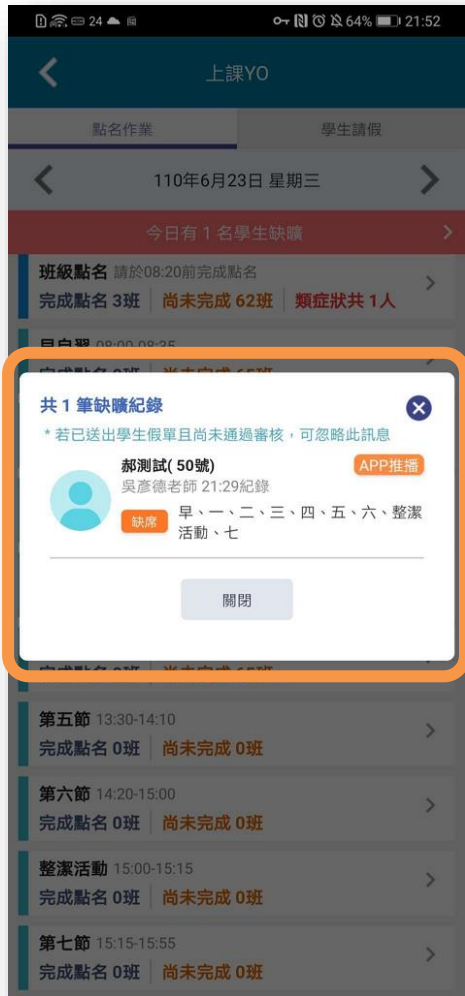 24 64% 21:52
上課YO
點名作業 學生請假
110年6月23日 星期三
今日有 1 名學生缺曠
班級點名 請於08:20前完成點名
完成點名 3班 尚未完成 62班 類症狀共 1人
早自習 08:00-08:35
共 1 筆缺曠紀錄
* 若已送出學生假單且尚未通過審核，可忽略此訊息
郝測試( 50號) APP推播
吳彥德老師 21:29紀錄
缺席 早、一、二、三、四、五、六、整潔
活動、七
關閉
第五節 13:30-14:10
完成點名 0班 尚未完成 0班
第六節 14:20-15:00
完成點名 0班 尚未完成 0班
整潔活動 15:00-15:15
完成點名 0班 尚未完成 0班
第七節 15:15-15:55
完成點名 0班 尚未完成 0班